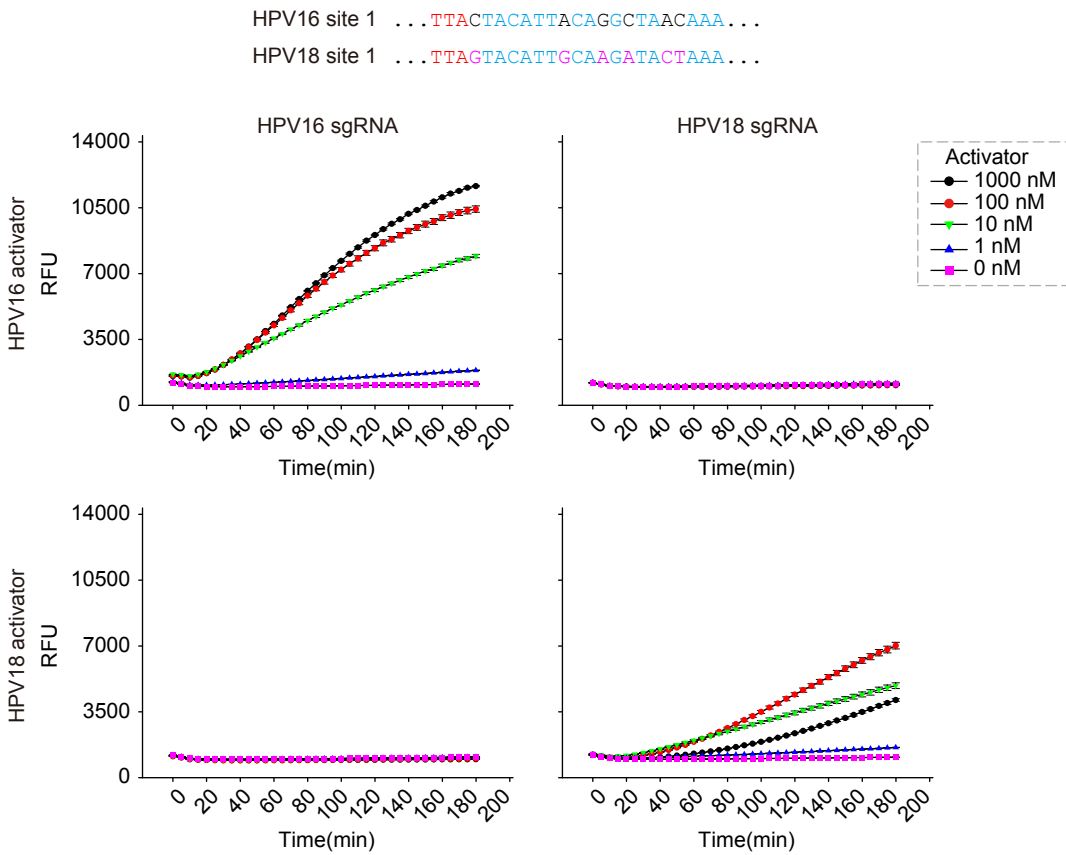 HPV16 site 1 ...TTACTACATTACAGGCTAACAAA...
HPV18 site 1 ...TTAGTACATTGCAAGATACTAAA...
HPV16 sgRNA
HPV18 sgRNA
HPV16 activator
RFU
14000
10500
7000
3500
0
0 20 40 60 80 100 120 140 160 180 200
Time(min)
0 20 40 60 80 100 120 140 160 180 200
Time(min)
Activator
1000 nM
100 nM
10 nM
1 nM
0 nM
HPV18 activator
RFU
14000
10500
7000
3500
0
0 20 40 60 80 100 120 140 160 180 200
Time(min)
0 20 40 60 80 100 120 140 160 180 200
Time(min)